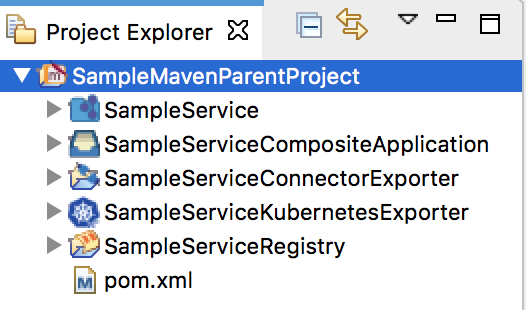 Project Explorer
SampleMavenParentProject
SampleService
SampleServiceCompositeApplication
SampleServiceConnectorExporter
SampleServiceKubernetesExporter
SampleServiceRegistry
pom.xml